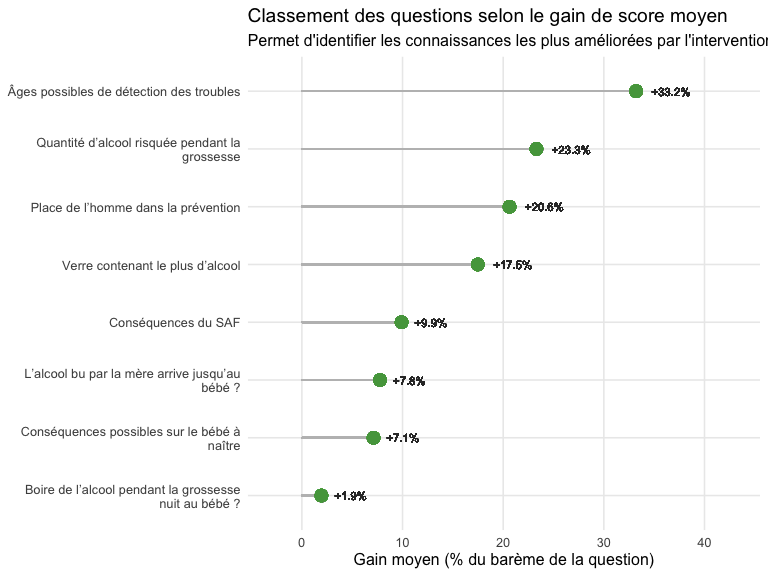 Classement des questions selon le gain de score moyen
Permet d'identifier les connaissances les plus améliorées par l'intervention
Âges possibles de détection des troubles
+33.2%
Quantité d’alcool risquée pendant la
grossesse
+23.3%
Place de l’homme dans la prévention
+20.6%
Verre contenant le plus d’alcool
+17.5%
Conséquences du SAF
+9.9%
L’alcool bu par la mère arrive jusqu’au
bébé ?
+7.8%
Conséquences possibles sur le bébé à
naître
+7.1%
Boire de l’alcool pendant la grossesse
nuit au bébé ?
+1.9%
0 10 20 30 40
Gain moyen (% du barème de la question)